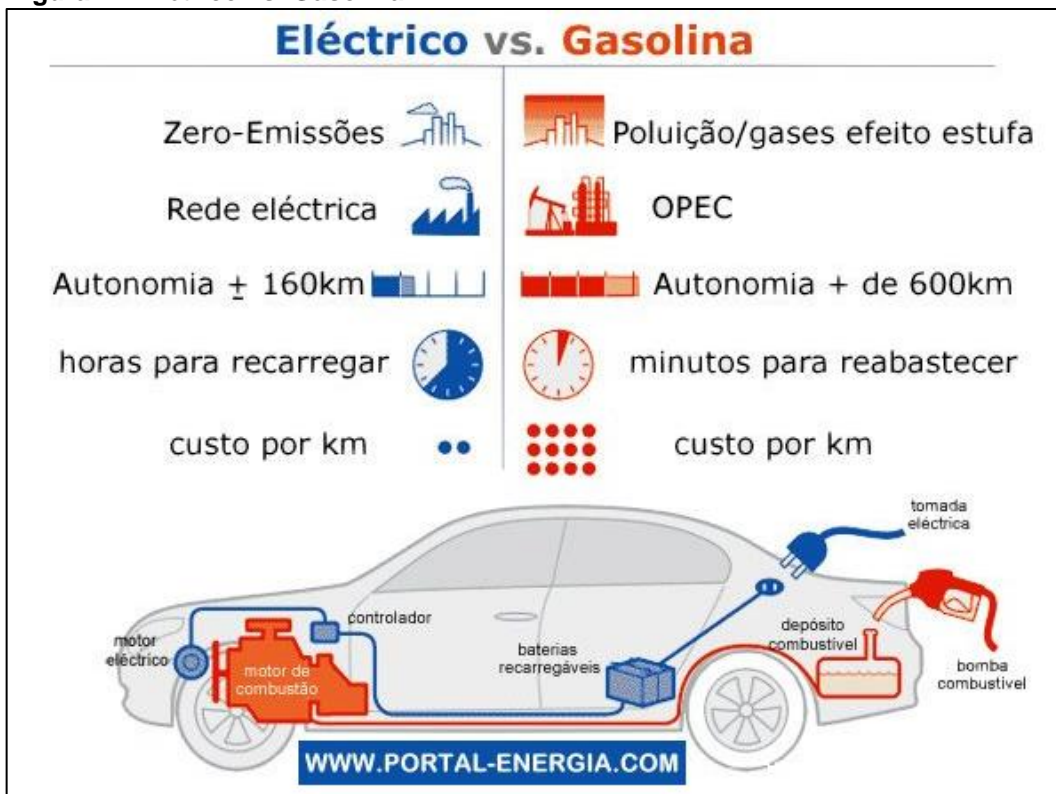 Eléctrico vs. Gasolina
Zero-Emissões
Poluição/gases efeito estufa
Rede eléctrica
OPEC
Autonomia ± 160km
Autonomia + de 600km
horas para recarregar
minutos para reabastecer
custo por km
custo por km
tomada
eléctrica
controlador
motor
eléctrico
motor de
combustão
baterias
recarregáveis
depósito
combustível
bomba
combustivel
WWW.PORTAL-ENERGIA.COM